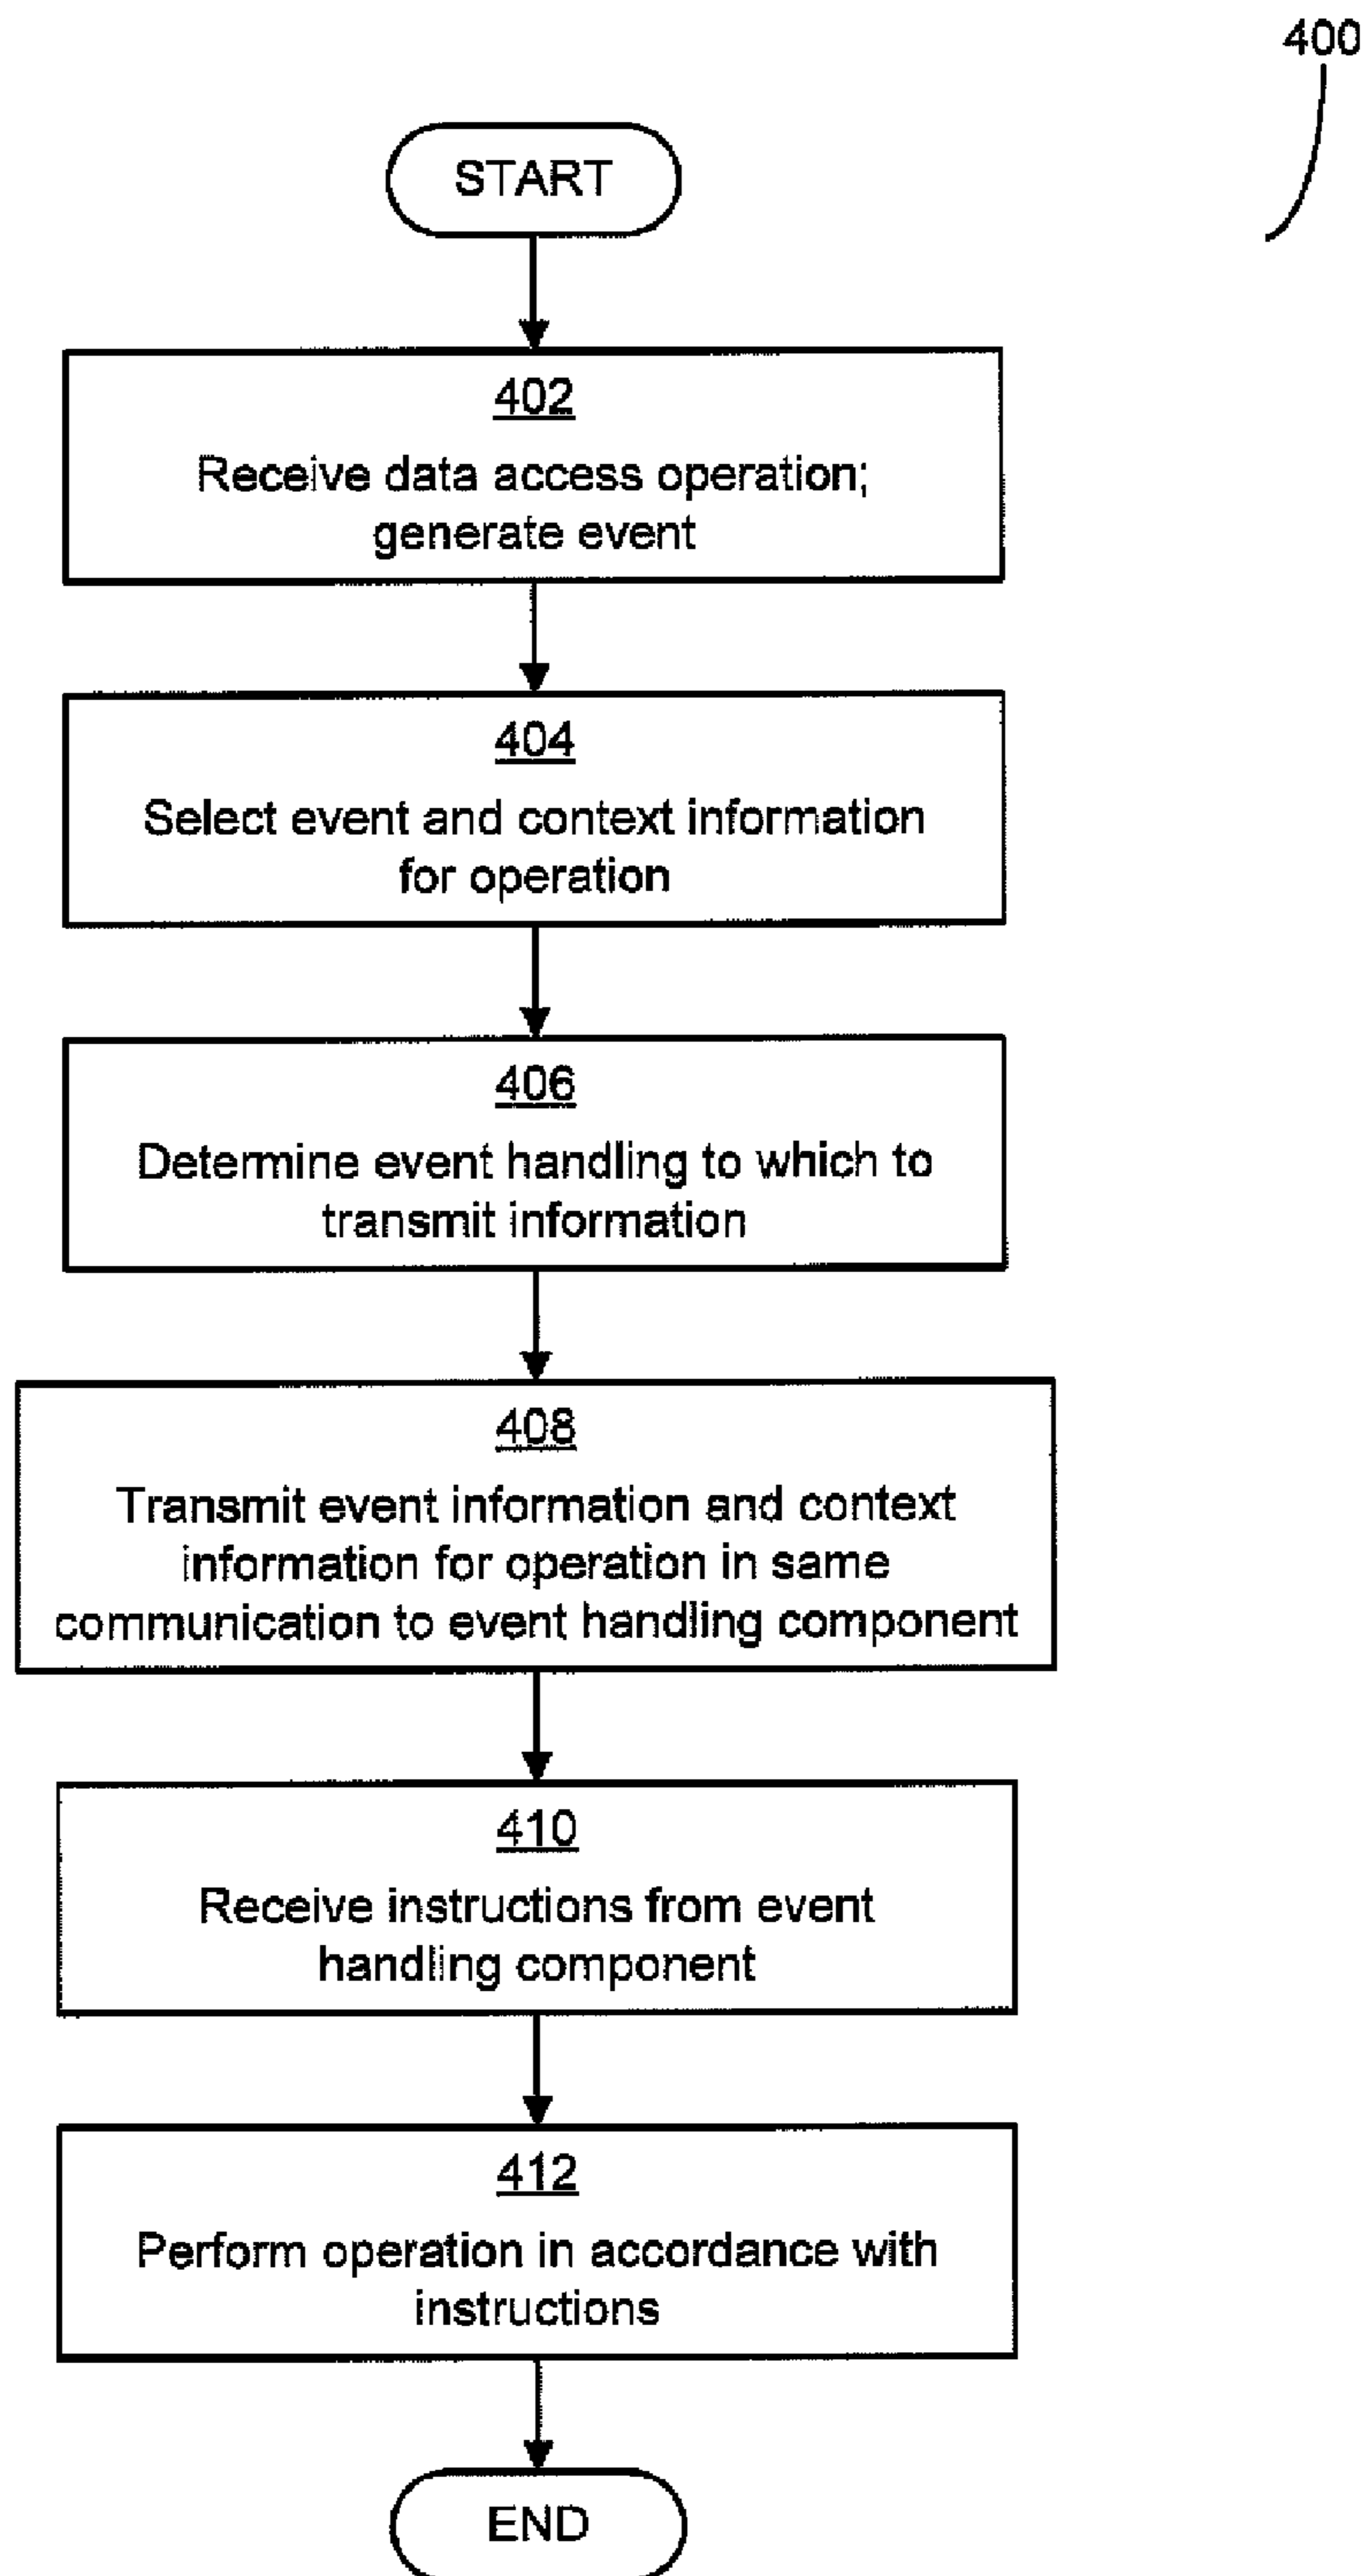 400
START
402
Receive data access operation;
generate event
404
Select event and context information
for operation
406
Determine event handling to which to
transmit information
408
Transmit event information and context
information for operation in same
communication to event handling component
410
Receive instructions from event
handling component
412
Perform operation in accordance with
instructions
END